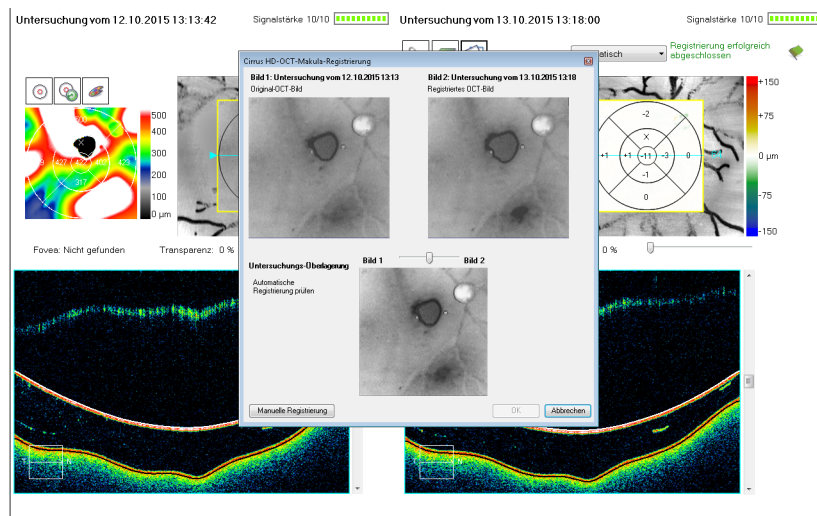 Untersuchung vom 12.10.2015 13:13:42
Signalstärke 10/10
Untersuchung vom 13.10.2015 13:18:00
Signalstärke 10/10
Registrierung erfolgreich
abgeschlossen
Cirrus HD-OCT-Makula-Registrierung
Bild 1: Untersuchung vom 12.10.2015 13:13
Original-OCT-Bild
Bild 2: Untersuchung vom 13.10.2015 13:18
Registriertes OCT-Bild
500
400
300
200
100
0 µm
427
423
317
+150
+75
0 µm
-75
-150
-2
X
+1 +1 -11 -3 0
-1
0
Fovea: Nicht gefunden
Transparenz: 0 %
0 %
Untersuchungs-Überlagerung
Bild 1
Bild 2
Automatische
Registrierung prüfen
Manuelle Registrierung
OK
Abbrechen